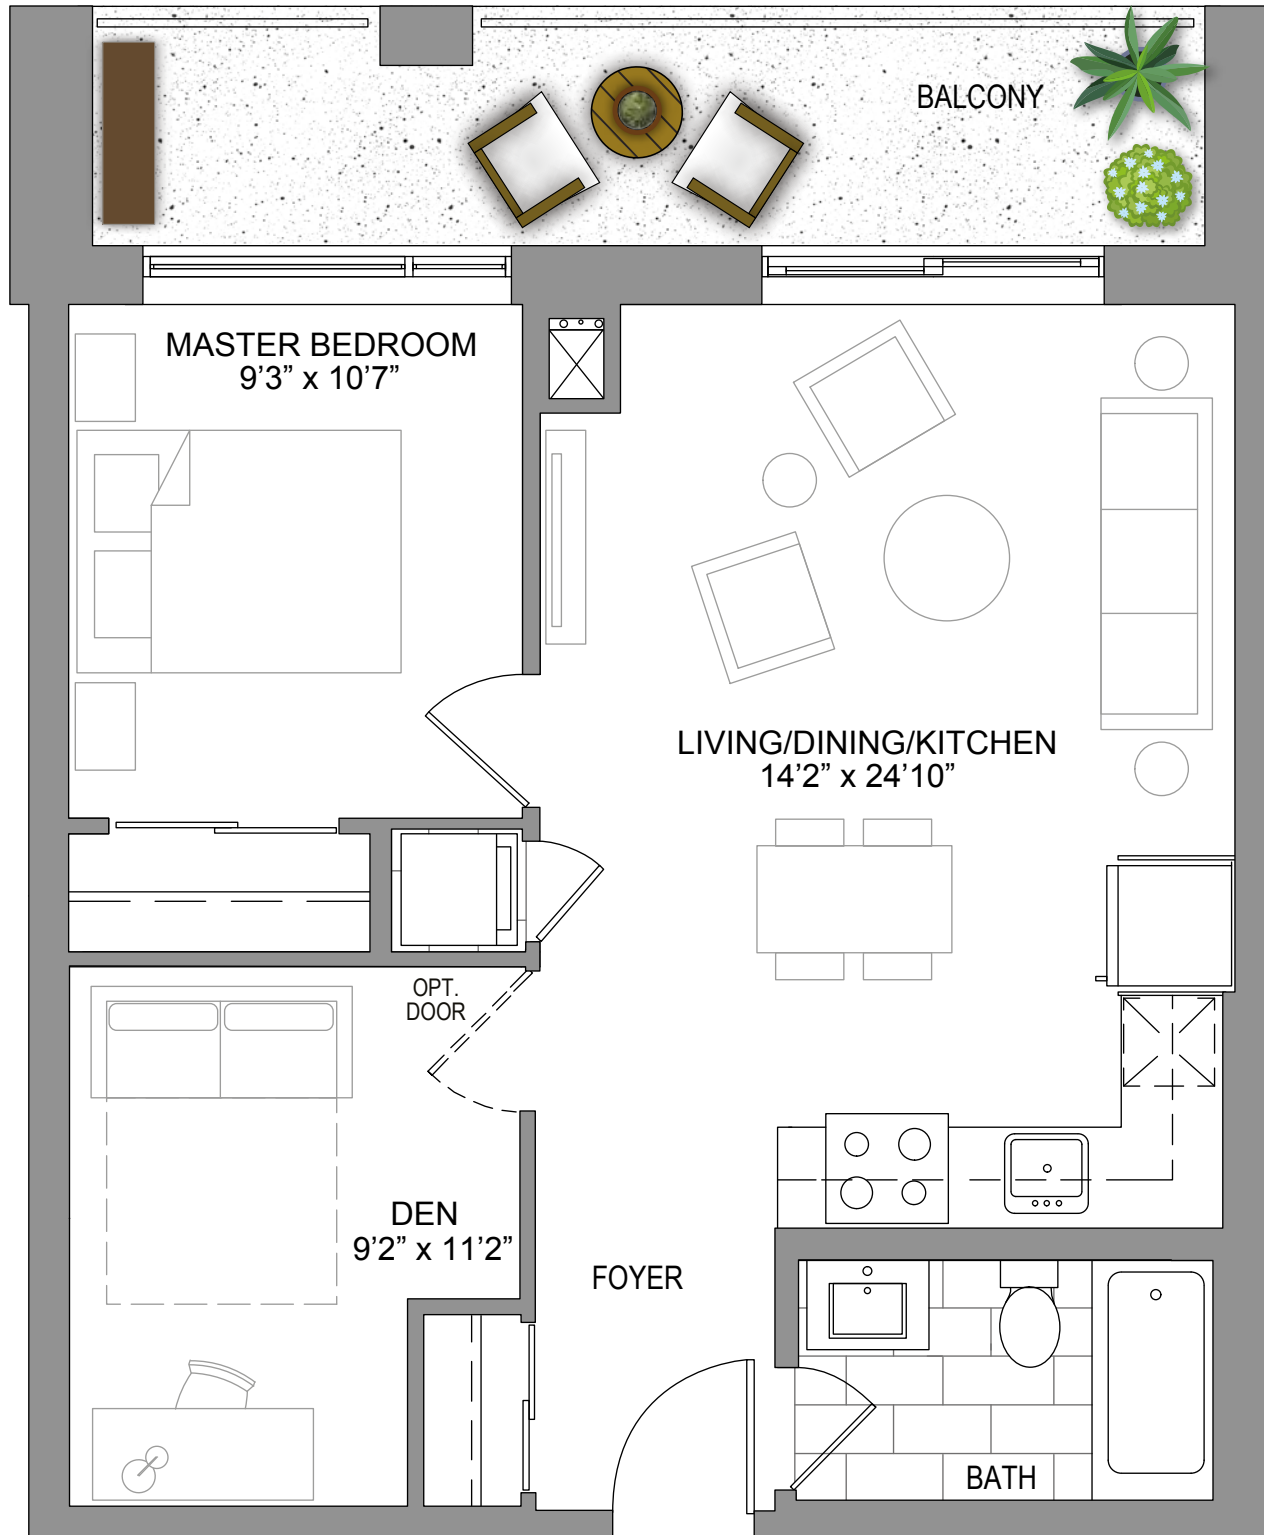 BALCONY
MASTER BEDROOM
9’3” x 10’7”
LIVING/DINING/KITCHEN
14’2” x 24’10”
OPT.
DOOR
DEN
9’2” x 11’2”
FOYER
BATH